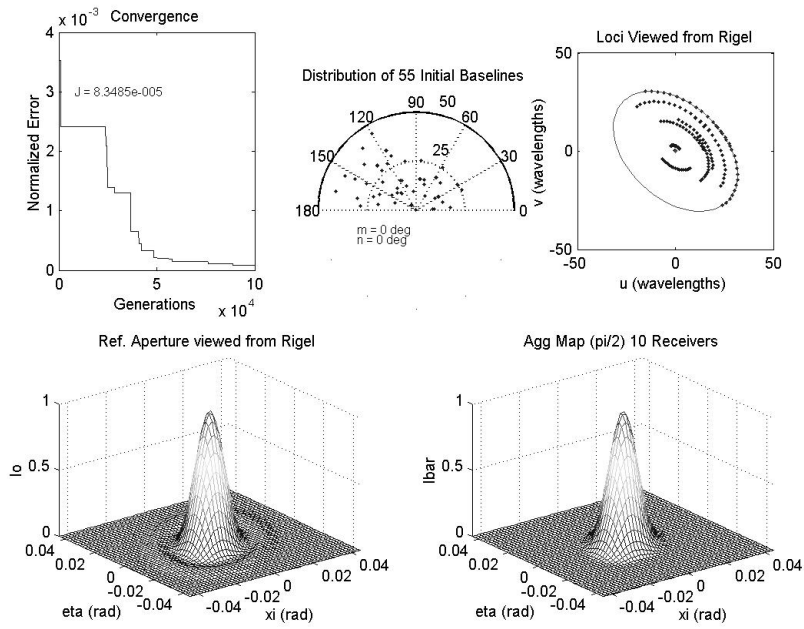 Convergence
x 10^-3
4
3
2
1
0
J = 8.3485e-005
Normalized Error
0
5
10
Generations
x 10^4
Distribution of 55 Initial Baselines
90
50
120
60
150
25
30
180
0
m = 0 deg
n = 0 deg
Loci Viewed from Rigel
50
0
-50
v (wavelengths)
-50
0
50
u (wavelengths)
Ref. Aperture viewed from Rigel
1
0.5
0
Io
0.04
0.02
0
-0.02
-0.04
eta (rad)
-0.04
-0.02
0
0.02
0.04
xi (rad)
Agg Map (pi/2) 10 Receivers
1
0.5
0
Ibar
0.04
0.02
0
-0.02
-0.04
eta (rad)
-0.04
-0.02
0
0.02
0.04
xi (rad)